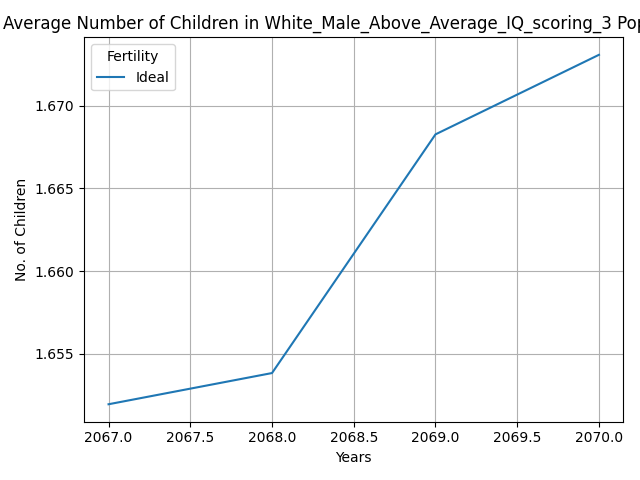 Average Number of Children in White_Male_Above_Average_IQ_scoring_3 Pop
Fertility
Ideal
No. of Children
1.670
1.665
1.660
1.655
2067.0 2067.5 2068.0 2068.5 2069.0 2069.5 2070.0
Years